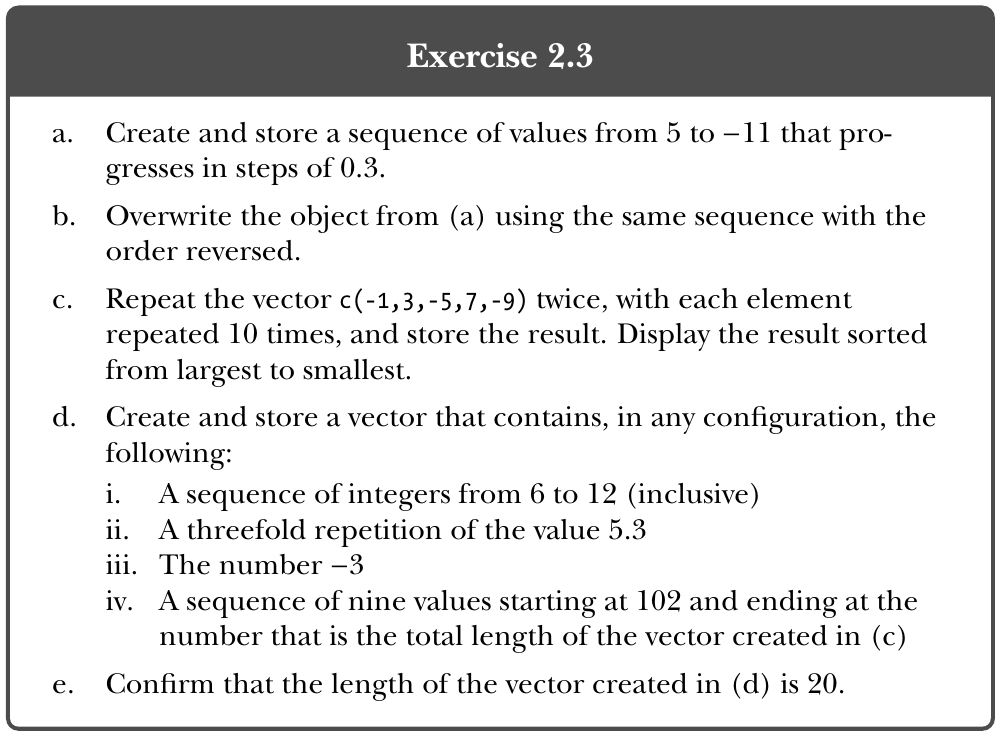 Exercise 2.3
a. Create and store a sequence of values from 5 to −11 that pro-
gresses in steps of 0.3.
b. Overwrite the object from (a) using the same sequence with the
order reversed.
c. Repeat the vector c(-1,3,-5,7,-9) twice, with each element
repeated 10 times, and store the result. Display the result sorted
from largest to smallest.
d. Create and store a vector that contains, in any configuration, the
following:
i. A sequence of integers from 6 to 12 (inclusive)
ii. A threefold repetition of the value 5.3
iii. The number −3
iv. A sequence of nine values starting at 102 and ending at the
number that is the total length of the vector created in (c)
e. Confirm that the length of the vector created in (d) is 20.